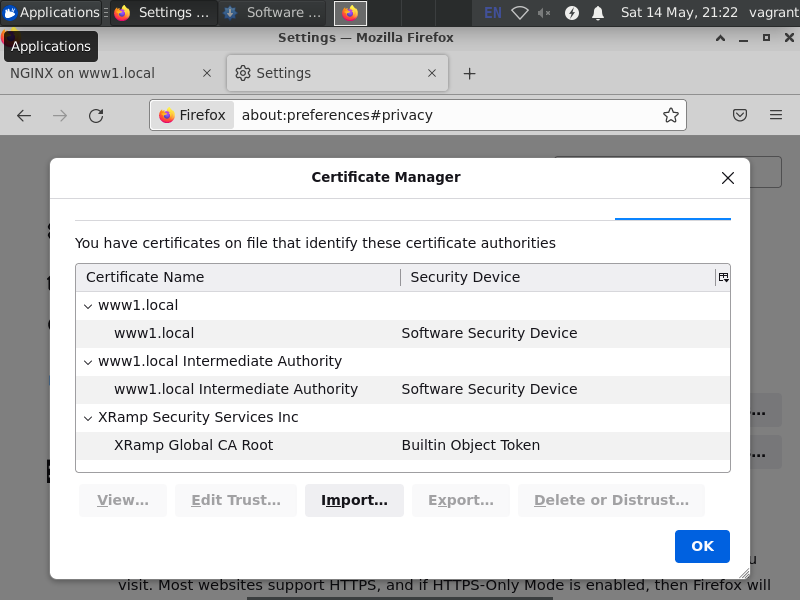 Applications
Settings ...
Software ...
EN
Sat 14 May, 21:22
vagrant
Settings — Mozilla Firefox
Applications
NGINX on www1.local
Settings
Firefox
about:preferences#privacy
Certificate Manager
You have certificates on file that identify these certificate authorities
Certificate Name
Security Device
www1.local
www1.local
Software Security Device
www1.local Intermediate Authority
www1.local Intermediate Authority
Software Security Device
XRamp Security Services Inc
XRamp Global CA Root
Builtin Object Token
View...
Edit Trust...
Import...
Export...
Delete or Distrust...
OK
visit. Most websites support HTTPS, and if HTTPS-Only Mode is enabled, then Firefox will